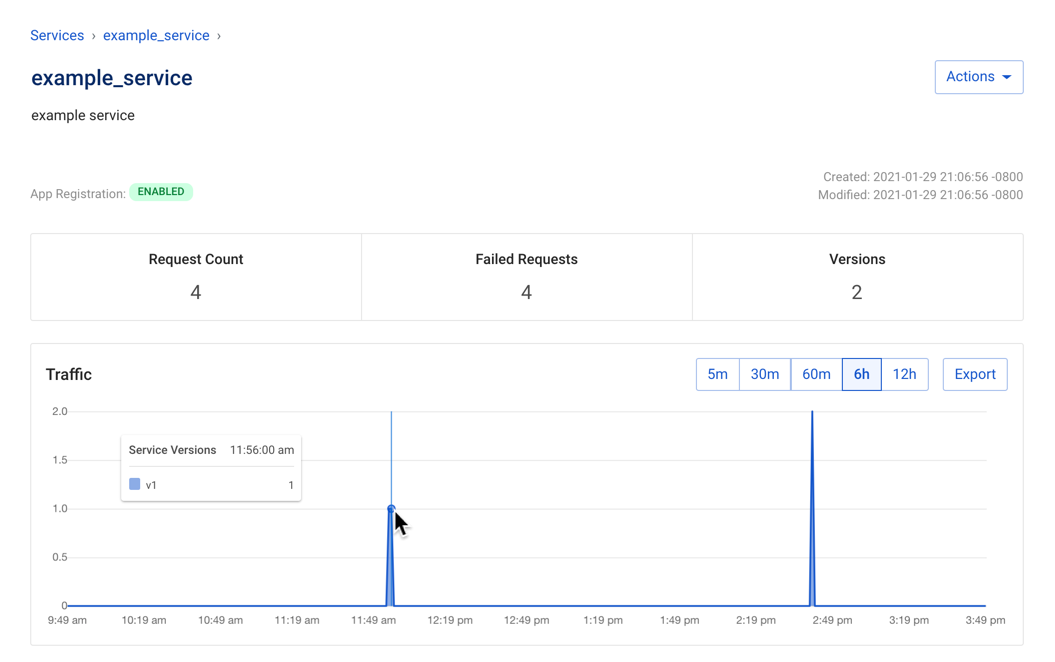 Services › example_service ›
example_service
Actions
example service
App Registration: ENABLED
Created: 2021-01-29 21:06:56 -0800
Modified: 2021-01-29 21:06:56 -0800
Request Count
4
Failed Requests
4
Versions
2
Traffic
5m 30m 60m 6h 12h Export
2.0
1.5
1.0
0.5
0
Service Versions 11:56:00 am
v1 1
9:49 am 10:19 am 10:49 am 11:19 am 11:49 am 12:19 pm 12:49 pm 1:19 pm 1:49 pm 2:19 pm 2:49 pm 3:19 pm 3:49 pm